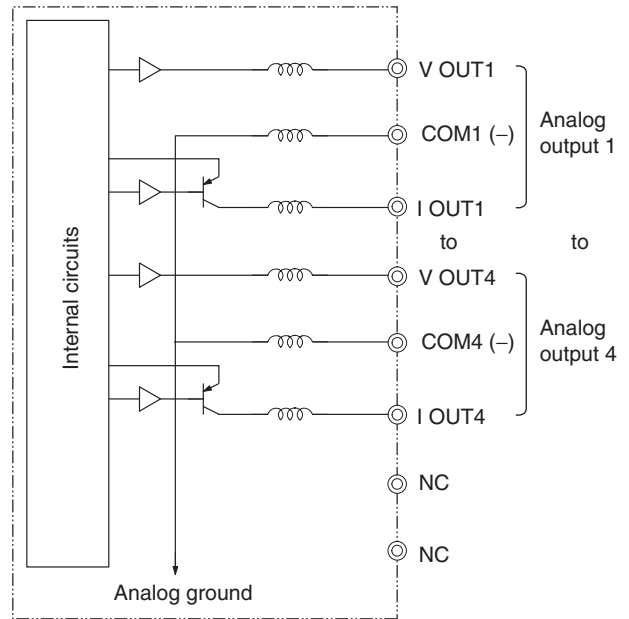 V OUT1
COM1 (–)
Analog
output 1
I OUT1
to
to
Internal circuits
V OUT4
COM4 (–)
Analog
output 4
I OUT4
NC
NC
Analog ground